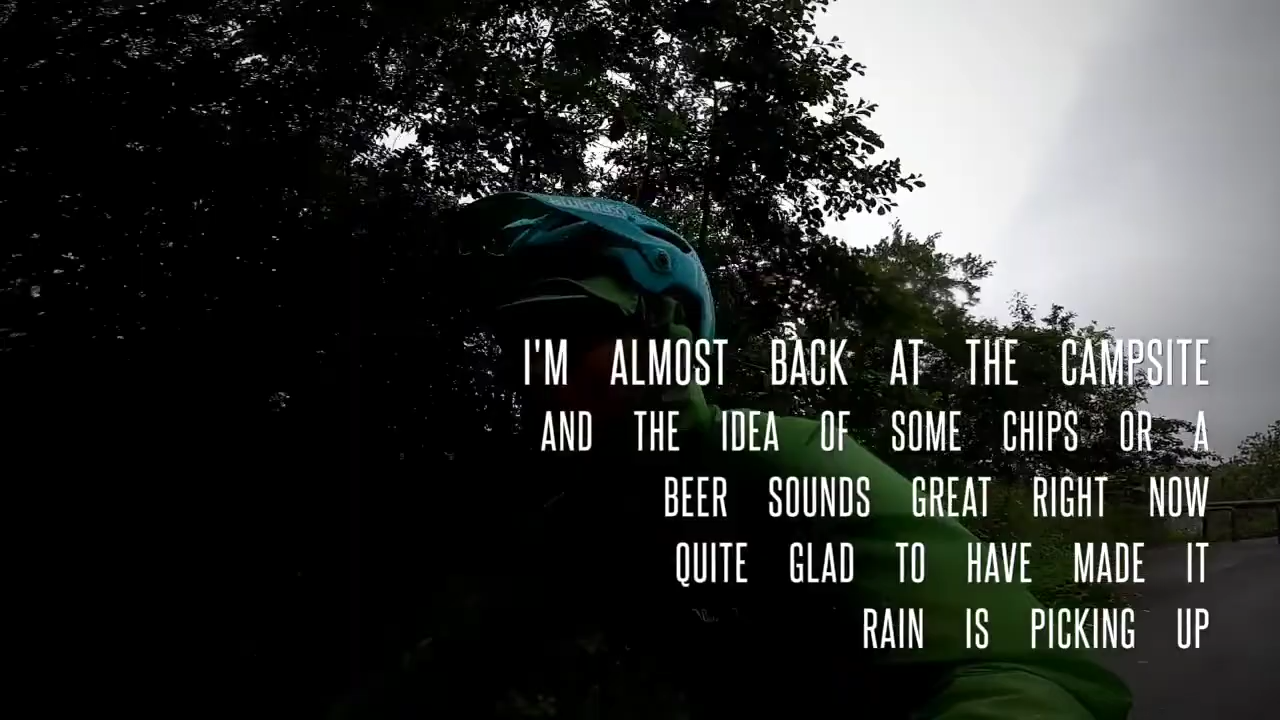 I'M ALMOST BACK AT THE CAMPSITE
AND THE IDEA OF SOME CHIPS OR A
BEER SOUNDS GREAT RIGHT NOW
QUITE GLAD TO HAVE MADE IT
RAIN IS PICKING UP